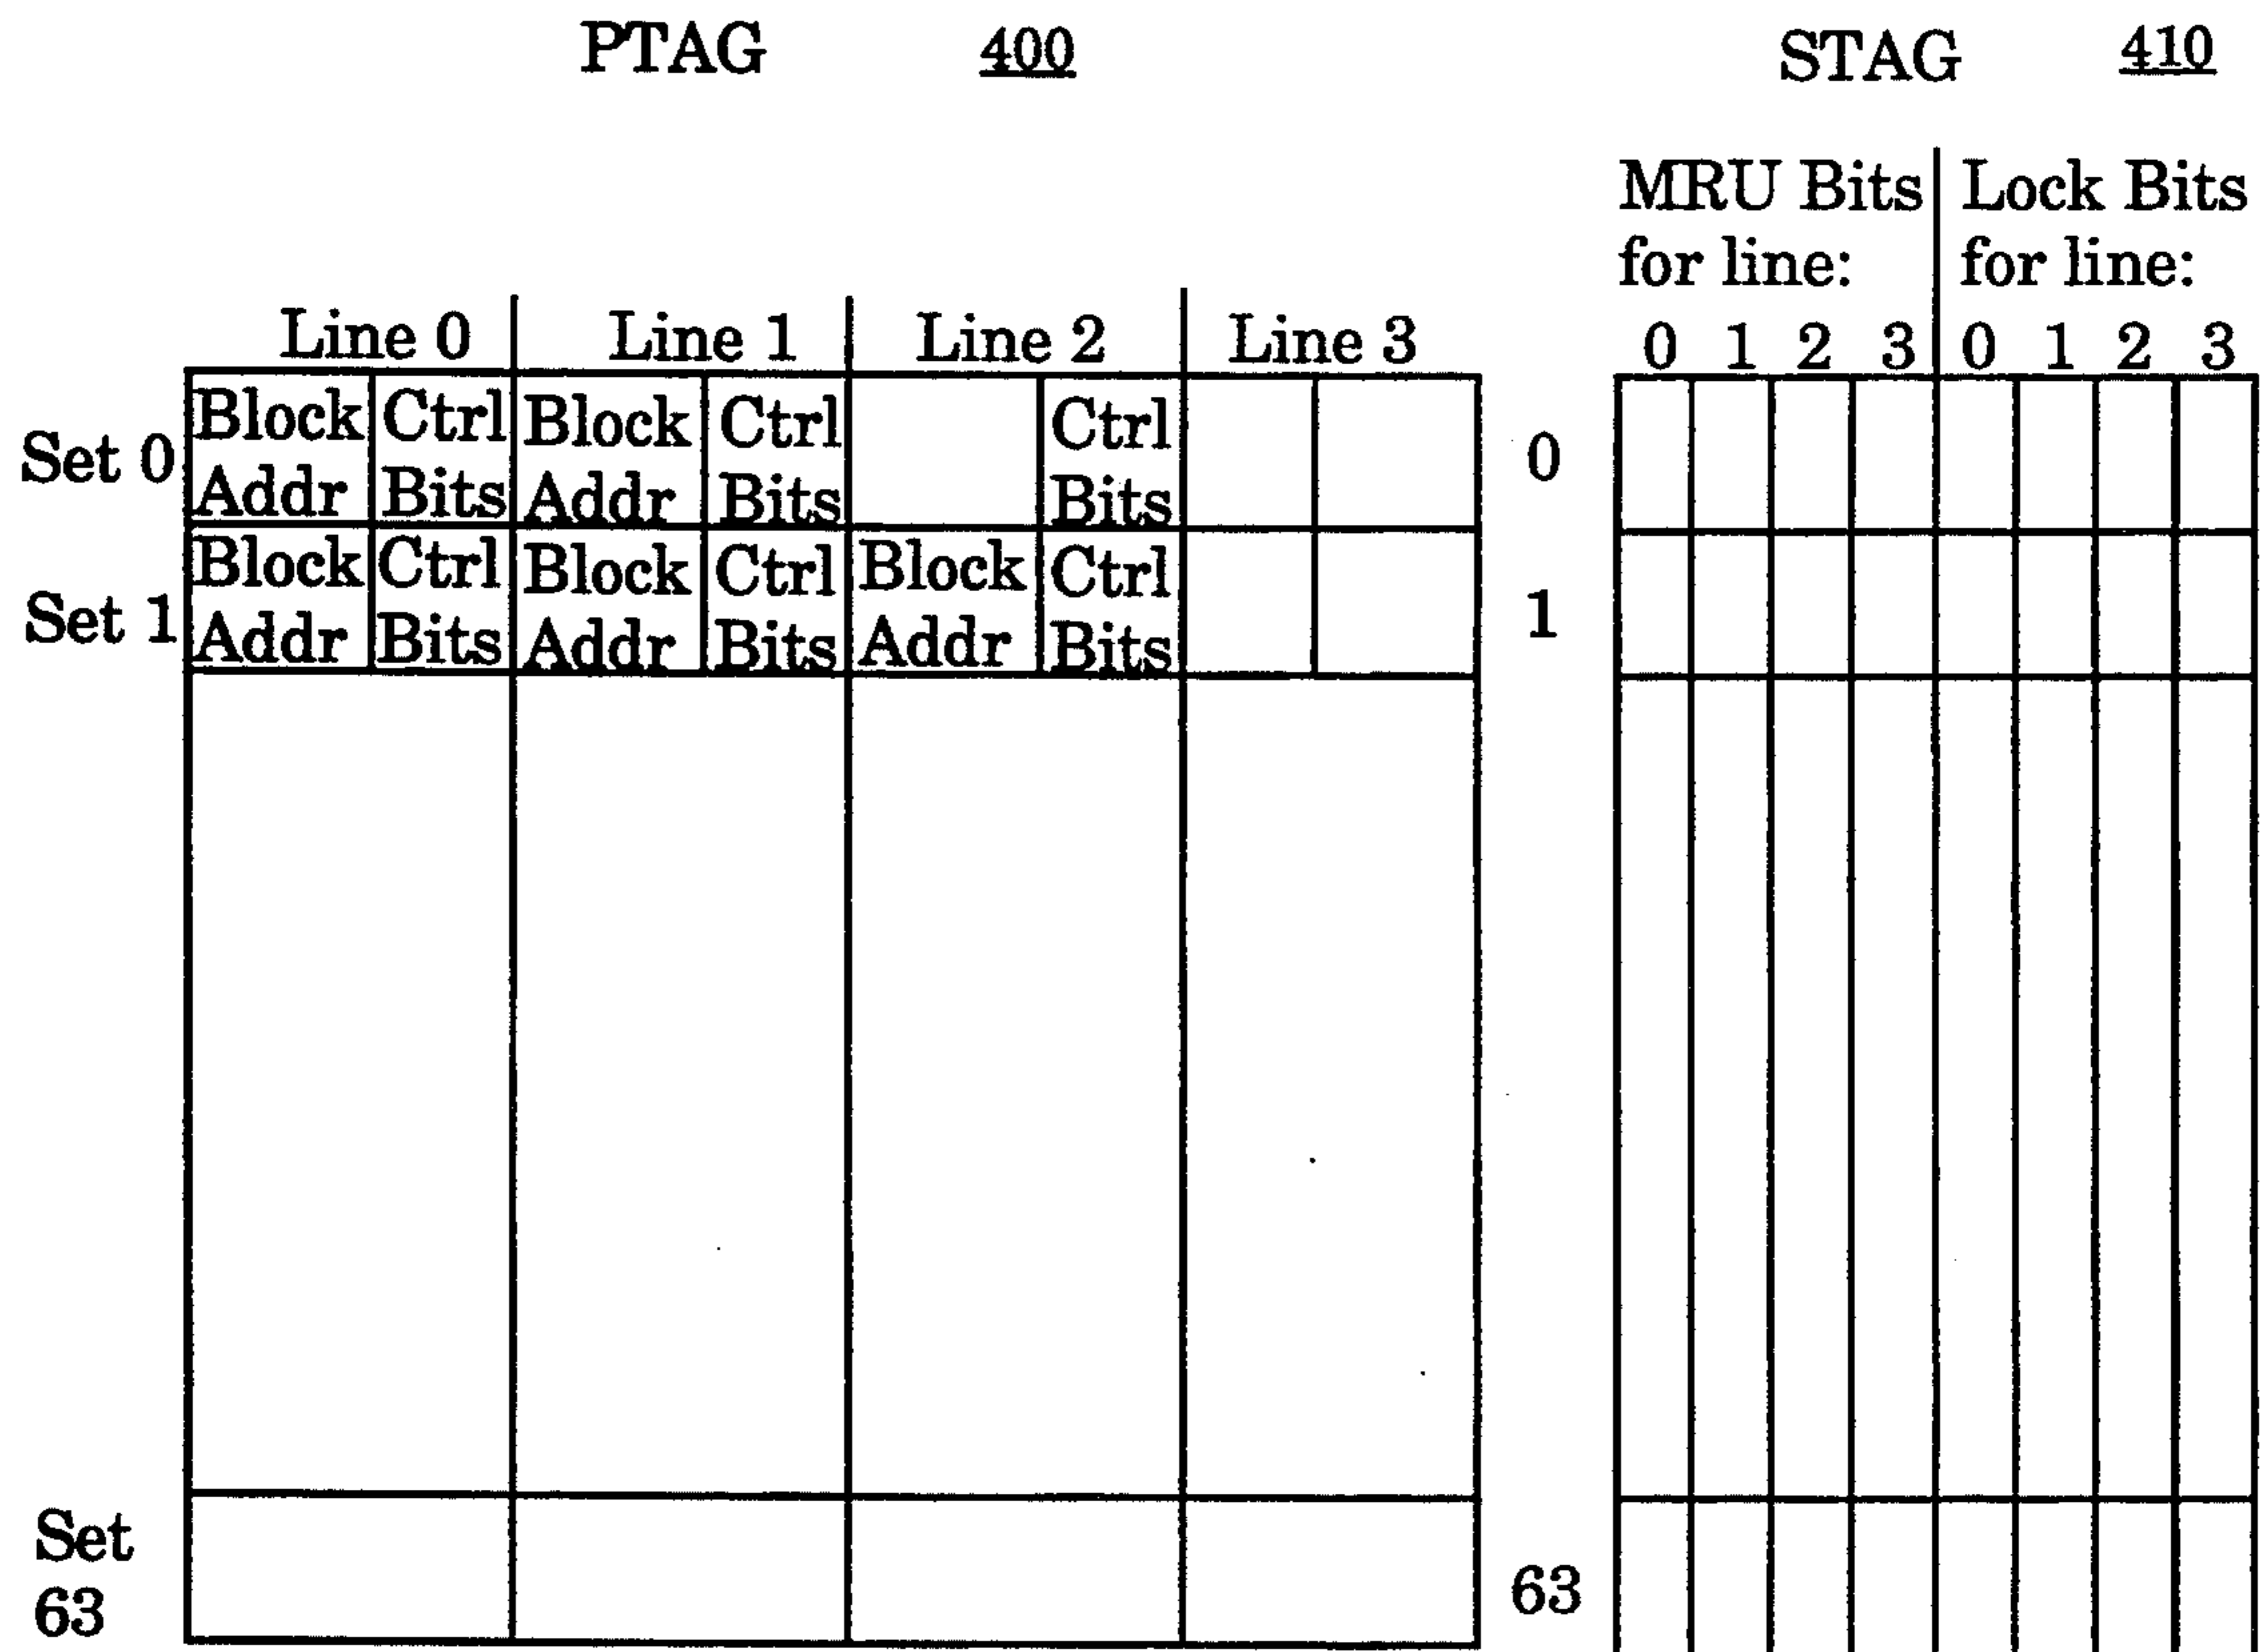 PTAG 400
STAG 410
MRU Bits Lock Bits
for line: for line:
Line 0 Line 1 Line 2 Line 3
0 1 2 3 0 1 2 3
Block Ctrl Block Ctrl Ctrl
Set 0 0
Addr Bits Addr Bits Bits
Block Ctrl Block Ctrl Block Ctrl
Set 1 1
Addr Bits Addr Bits Addr Bits
Set
63 63